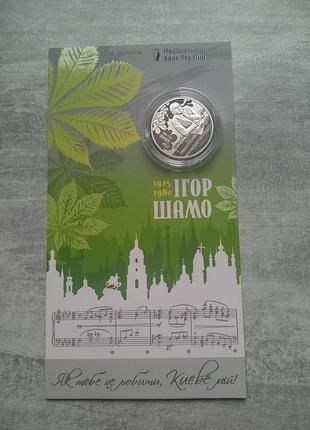 Національний
банк України
1925
1982
ІГОР
ШАМО
Як тебе не любити, Києве мій!